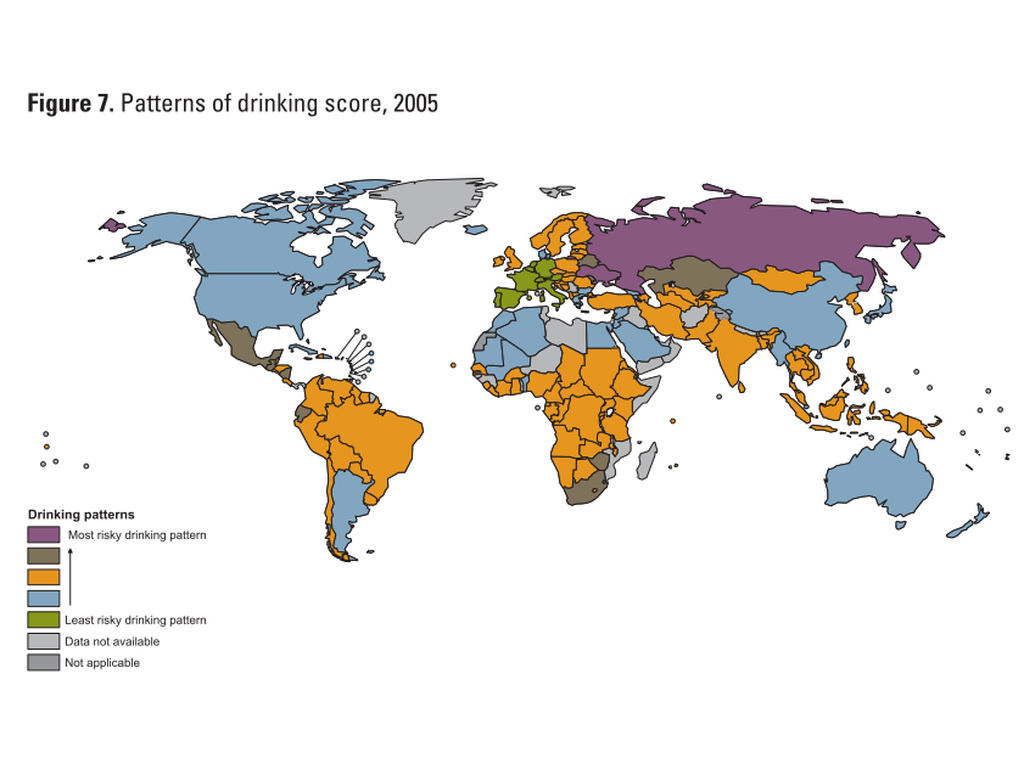 Figure 7. Patterns of drinking score, 2005
Drinking patterns
Most risky drinking pattern
Least risky drinking pattern
Data not available
Not applicable